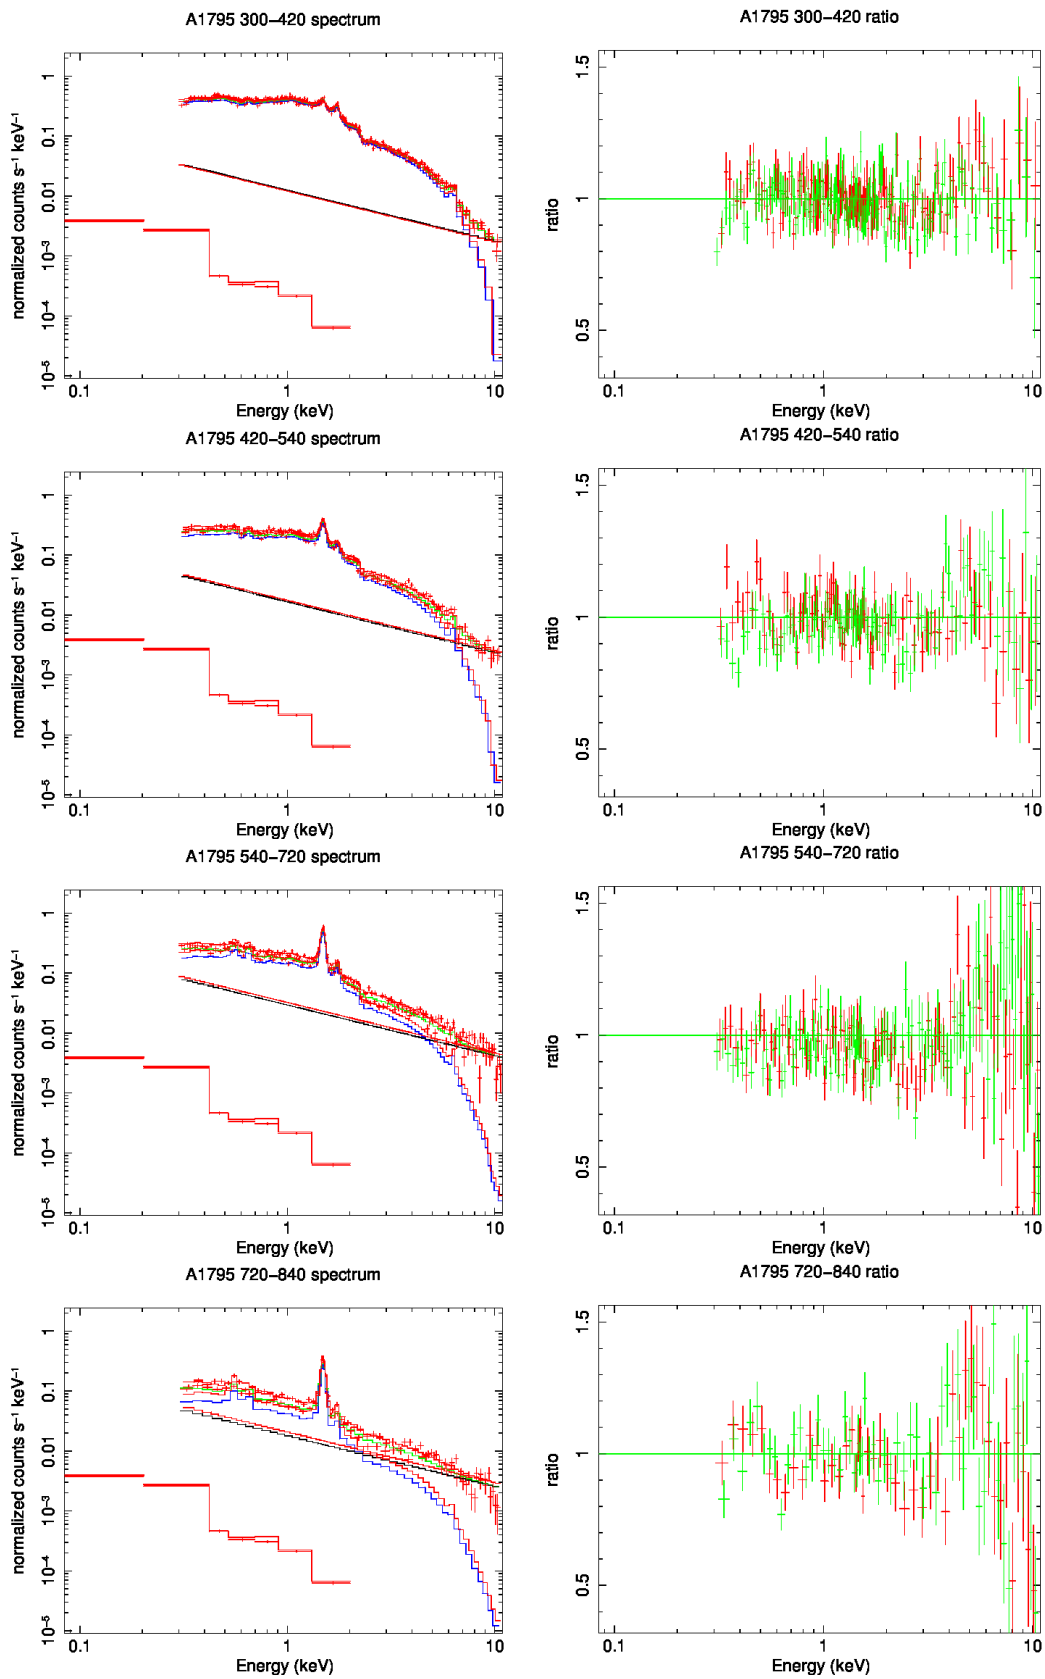 A1795 300−420 spectrum
normalized counts s⁻¹ keV⁻¹
1
0.1
0.01
10⁻³
10⁻⁴
10⁻⁵
0.1
1
10
Energy (keV)
A1795 300−420 ratio
ratio
1.5
1
0.5
0.1
1
10
Energy (keV)
A1795 420−540 spectrum
normalized counts s⁻¹ keV⁻¹
1
0.1
0.01
10⁻³
10⁻⁴
10⁻⁵
0.1
1
10
Energy (keV)
A1795 420−540 ratio
ratio
1.5
1
0.5
0.1
1
10
Energy (keV)
A1795 540−720 spectrum
normalized counts s⁻¹ keV⁻¹
1
0.1
0.01
10⁻³
10⁻⁴
10⁻⁵
0.1
1
10
Energy (keV)
A1795 540−720 ratio
ratio
1.5
1
0.5
0.1
1
10
Energy (keV)
A1795 720−840 spectrum
normalized counts s⁻¹ keV⁻¹
1
0.1
0.01
10⁻³
10⁻⁴
10⁻⁵
0.1
1
10
Energy (keV)
A1795 720−840 ratio
ratio
1.5
1
0.5
0.1
1
10
Energy (keV)